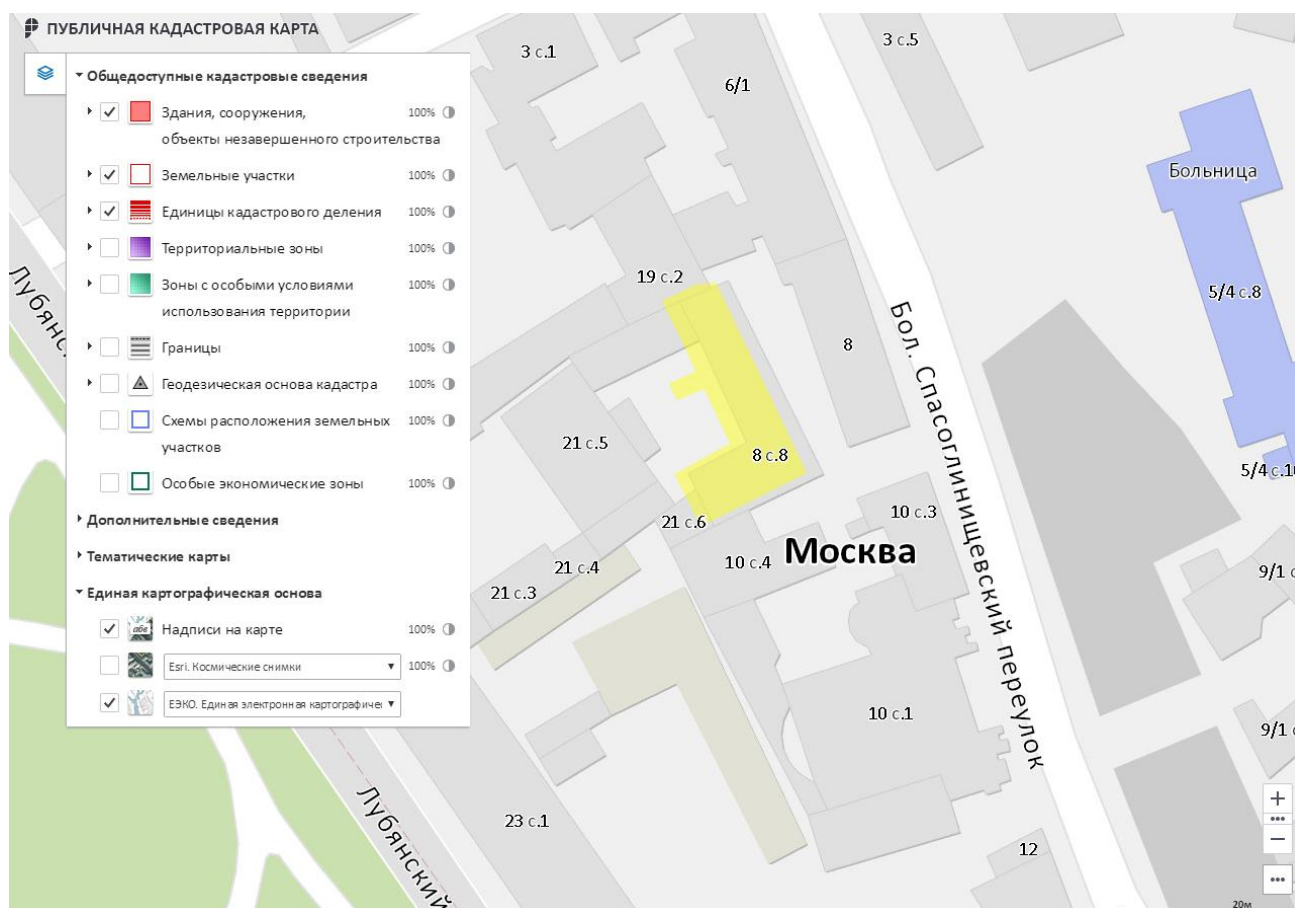 ПУБЛИЧНАЯ КАДАСТРОВАЯ КАРТА
Общедоступные кадастровые сведения
Здания, сооружения, 100%
объекты незавершенного строительства
Земельные участки 100%
Единицы кадастрового деления 100%
Территориальные зоны 100%
Зоны с особыми условиями 100%
использования территории
Границы 100%
Геодезическая основа кадастра 100%
Схемы расположения земельных 100%
участков
Особые экономические зоны 100%
Дополнительные сведения
Тематические карты
Единая картографическая основа
абв
Надписи на карте 100%
Esri. Космические снимки 100%
ЕЭКО. Единая электронная картографичес
3 с.1
3 с.5
6/1
Больница
19 с.2
5/4 с.8
8
Бол. Спасоглинищевский переулок
21 с.5
8 с.8
5/4 с.1
21 с.6
10 с.3
Москва
10 с.4
21 с.4
21 с.3
9/1 с
10 с.1
9/1 с
Лубянс
Лубянский
23 с.1
12
20м